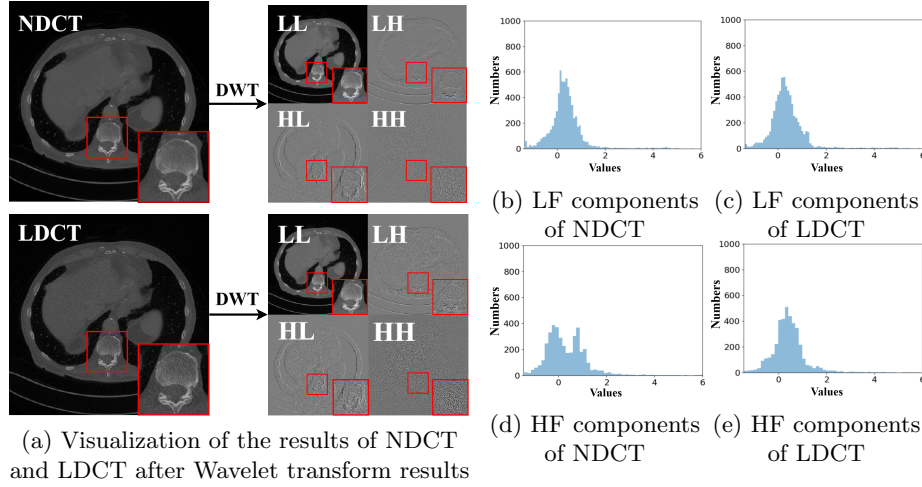 NDCT
DWT
LL
LH
HL
HH
LDCT
DWT
LL
LH
HL
HH
(a) Visualization of the results of NDCT
and LDCT after Wavelet transform results
Numbers
1000
800
600
400
200
0
0
2
4
6
Values
(b) LF components
of NDCT
Numbers
1000
800
600
400
200
0
0
2
4
6
Values
(c) LF components
of LDCT
Numbers
1000
800
600
400
200
0
0
2
4
6
Values
(d) HF components
of NDCT
Numbers
1000
800
600
400
200
0
0
2
4
6
Values
(e) HF components
of LDCT